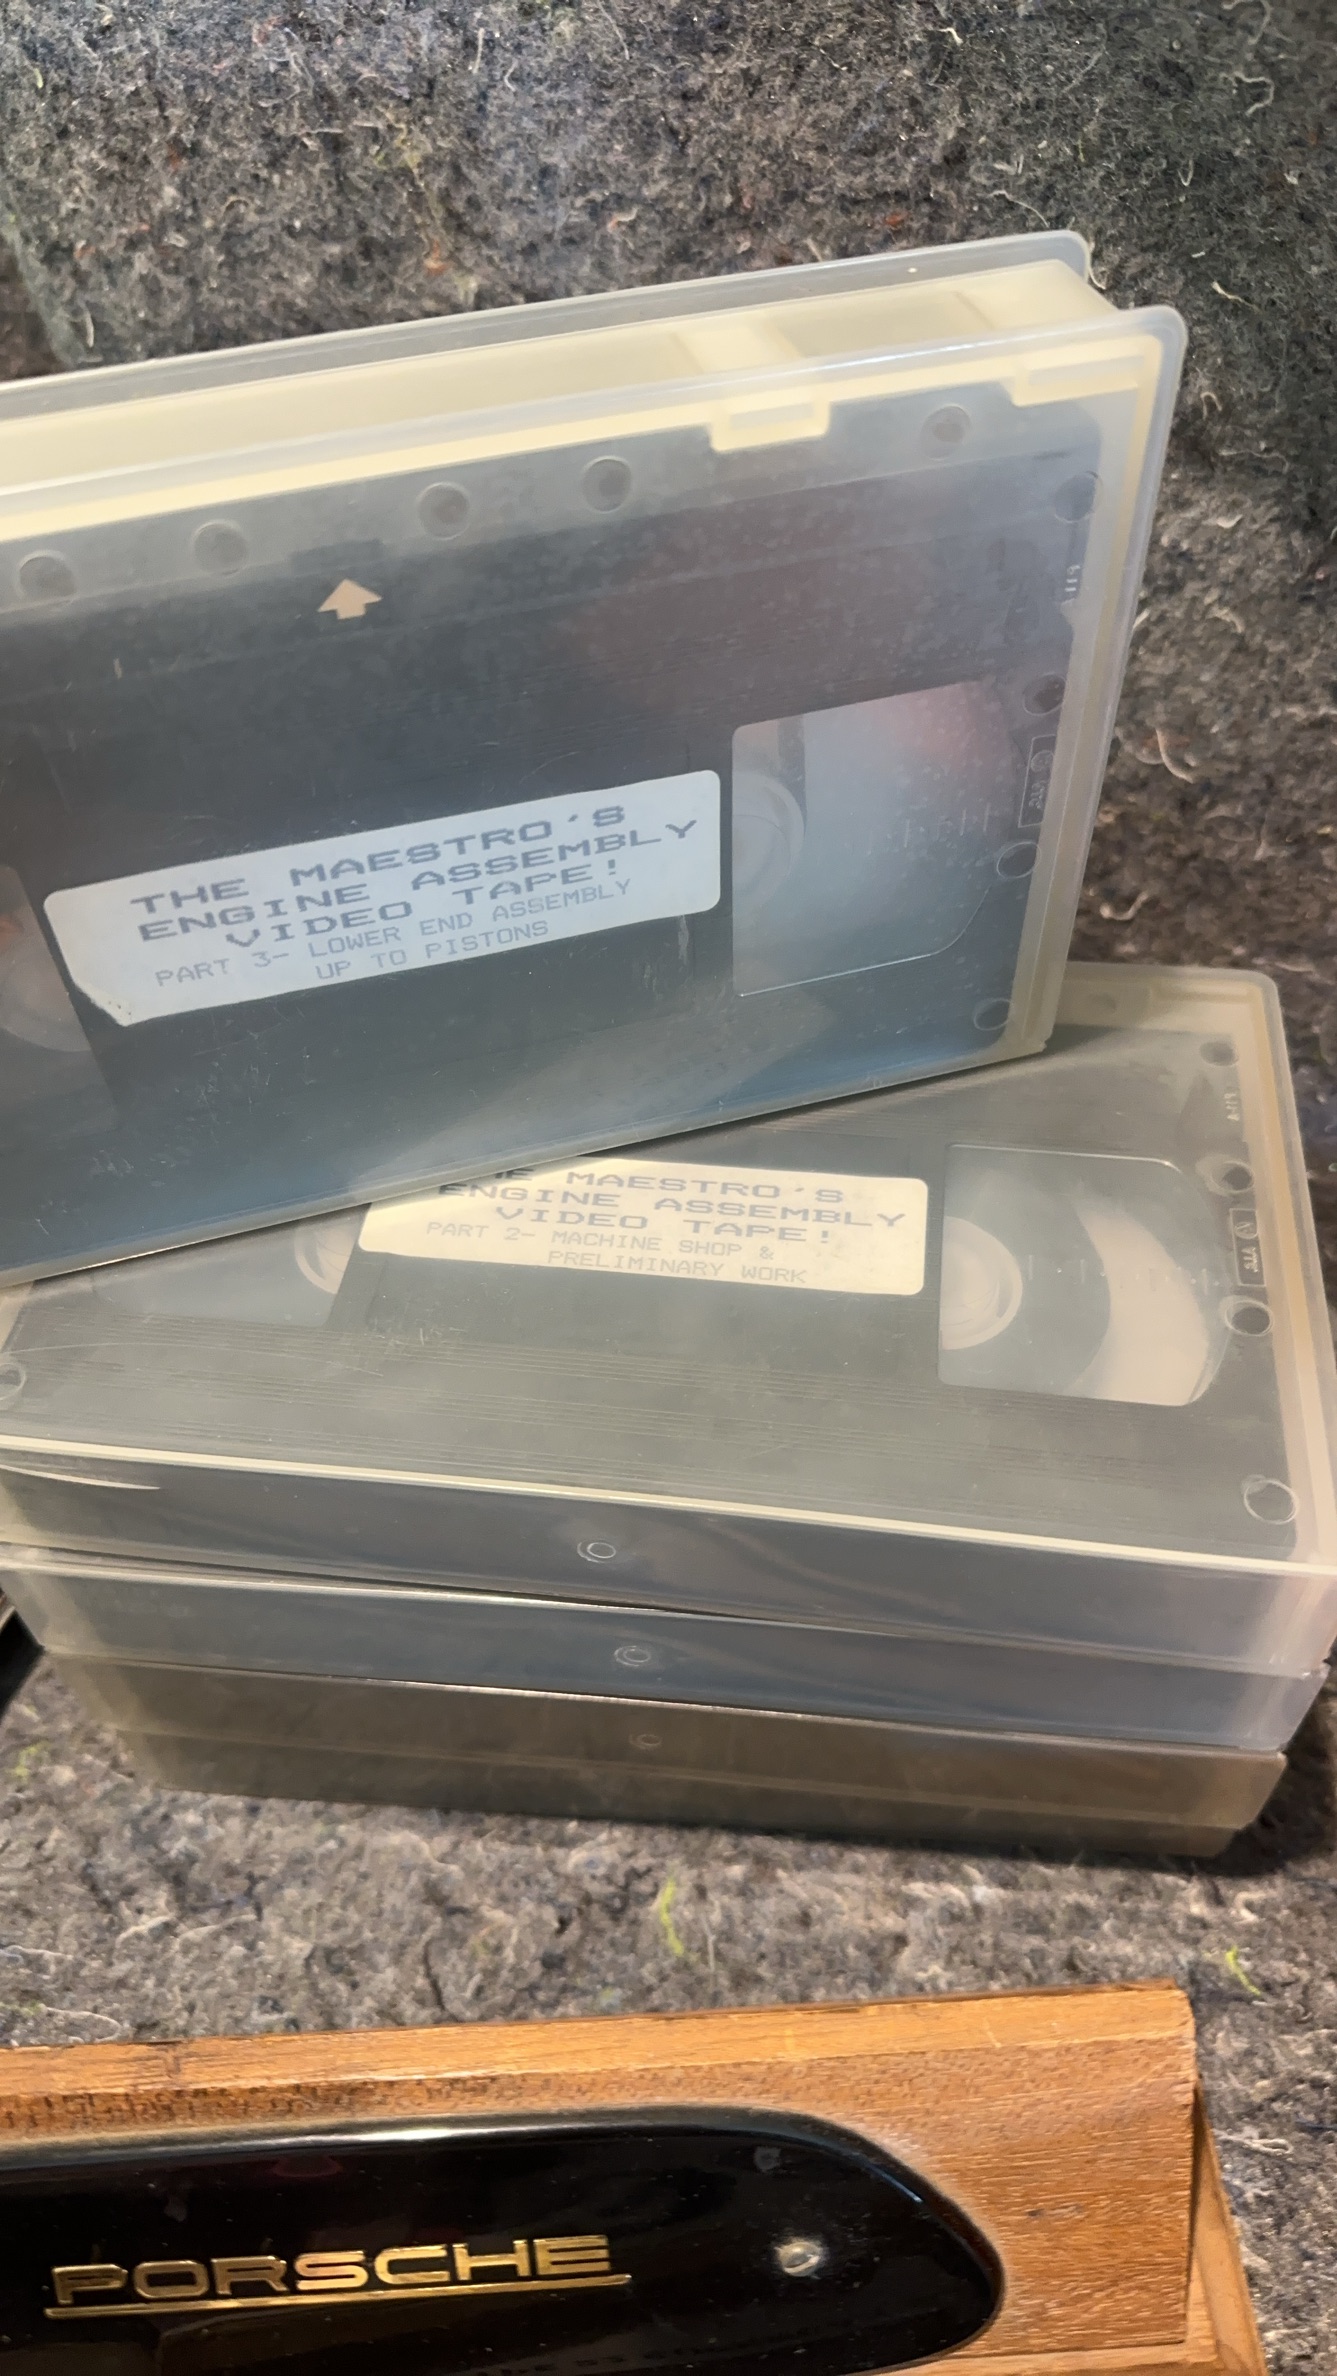 THE MAESTRO'S
ENGINE ASSEMBLY
VIDEO TAPE!
PART 3- LOWER END ASSEMBLY
UP TO PISTONS
MAESTRO'S
ENGINE ASSEMBLY
VIDEO TAPE!
PART 2- MACHINE SHOP &
PRELIMINARY WORK
PORSCHE